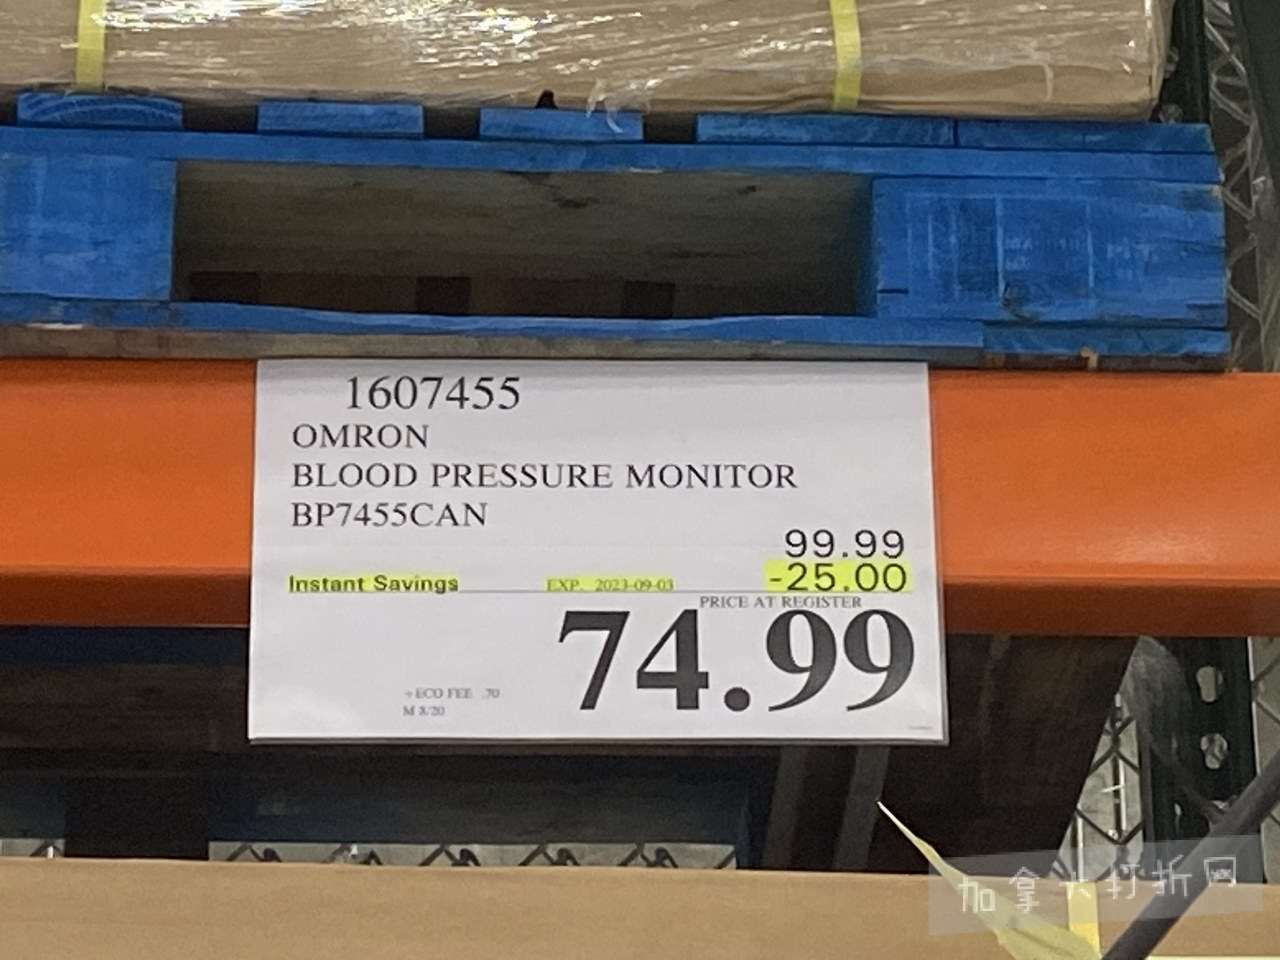 1607455
OMRON
BLOOD PRESSURE MONITOR
BP7455CAN
99.99
Instant Savings EXP. 2023-09-03 -25.00
PRICE AT REGISTER
74.99
+ECO FEE .70
M 8/20
加拿大打折网